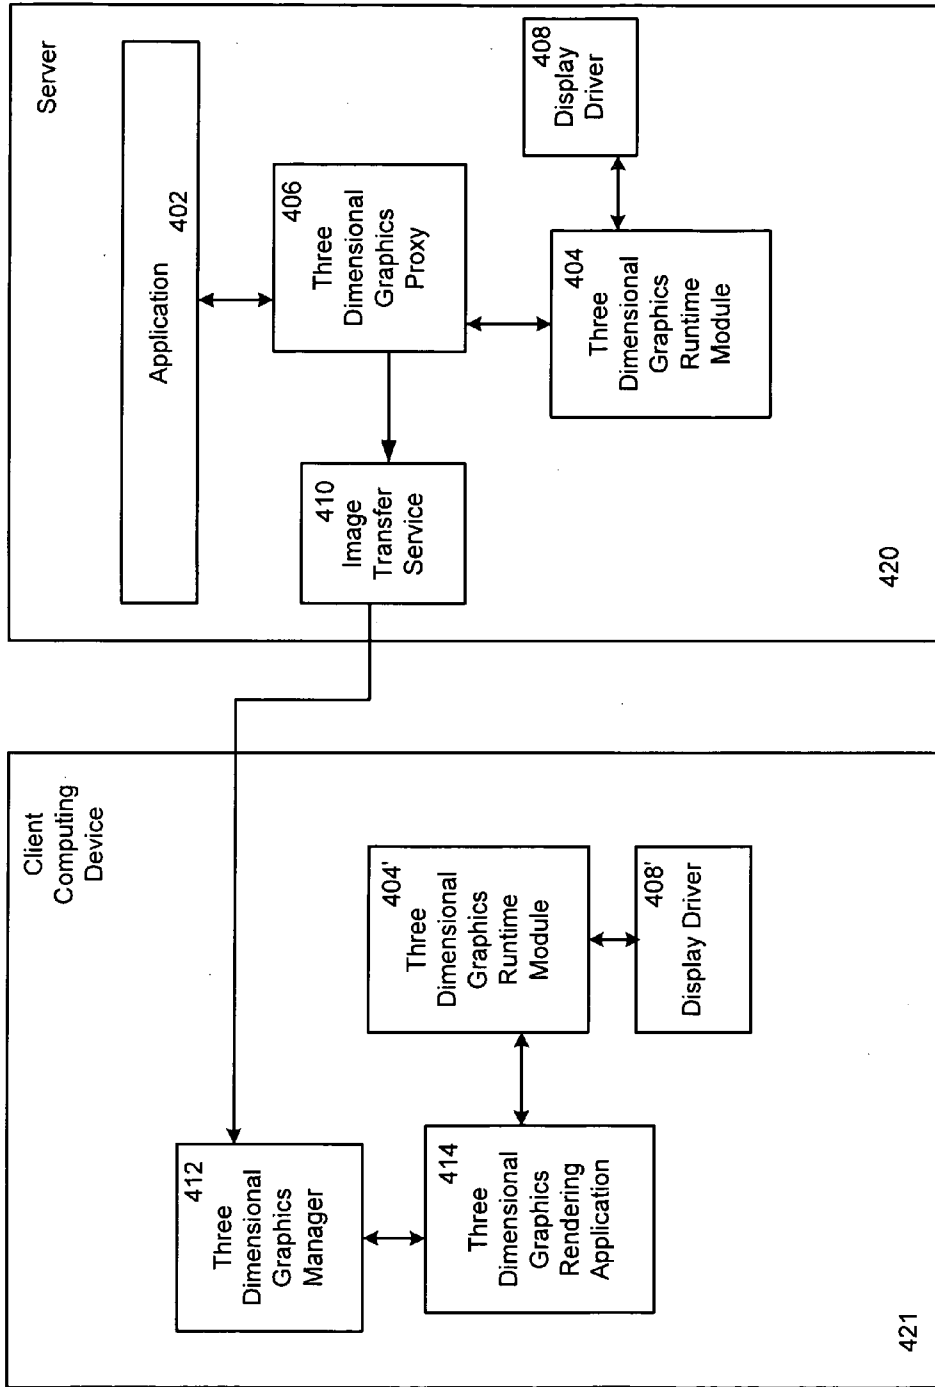 Client
Computing
Device
412
Three
Dimensional
Graphics
Manager
414
Three
Dimensional
Graphics
Rendering
Application
404'
Three
Dimensional
Graphics
Runtime
Module
408'
Display Driver
421
Server
Application
402
406
Three
Dimensional
Graphics
Proxy
410
Image
Transfer
Service
404
Three
Dimensional
Graphics
Runtime
Module
408
Display
Driver
420